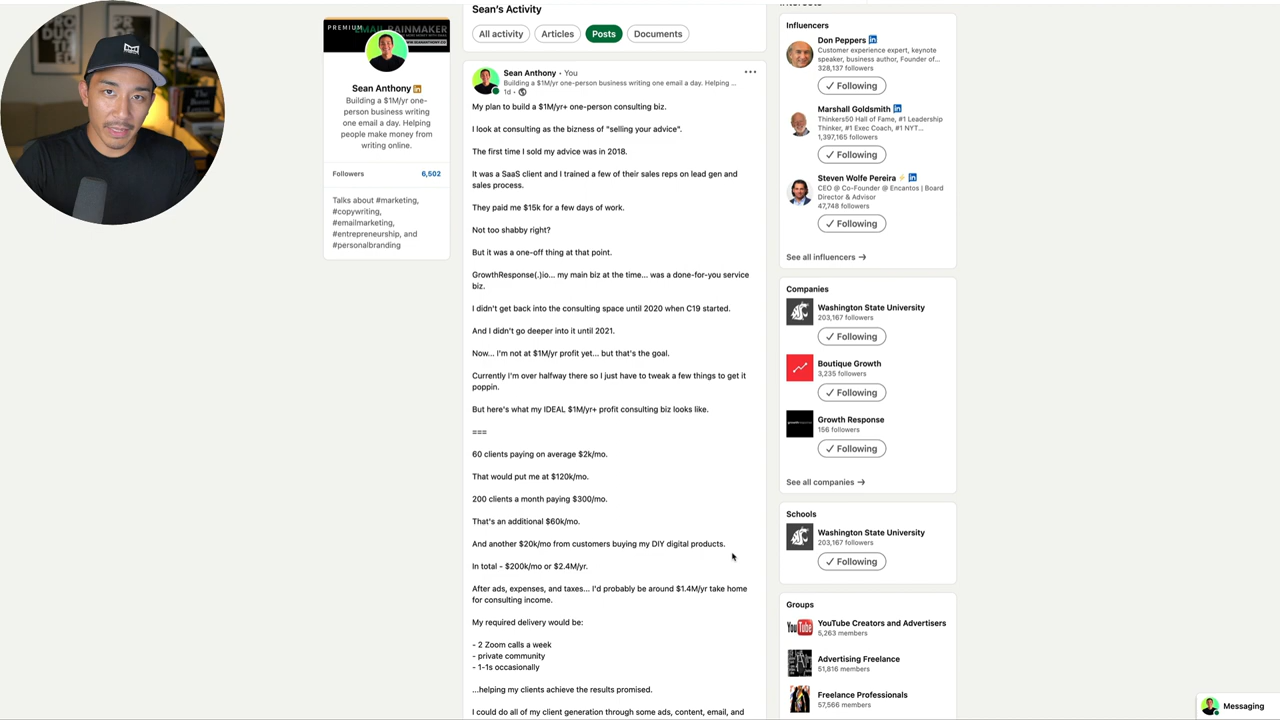 PREMIUM
EMAIL RAINMAKER
Sean Anthony
Building a $1M/yr one-
person business writing
one email a day. Helping
people make money from
writing online.
Followers
6,502
Talks about #marketing,
#copywriting,
#emailmarketing,
#entrepreneurship, and
#personalbranding
Sean's Activity
All activity
Articles
Posts
Documents
Sean Anthony • You
Building a $1M/yr one-person business writing one email a day. Helping ...
1d •
My plan to build a $1M/yr+ one-person consulting biz.
I look at consulting as the bizness of "selling your advice".
The first time I sold my advice was in 2018.
It was a SaaS client and I trained a few of their sales reps on lead gen and
sales process.
They paid me $15k for a few days of work.
Not too shabby right?
But it was a one-off thing at that point.
GrowthResponse(.)io... my main biz at the time... was a done-for-you service
biz.
I didn't get back into the consulting space until 2020 when C19 started.
And I didn't go deeper into it until 2021.
Now... I'm not at $1M/yr profit yet... but that's the goal.
Currently I'm over halfway there so I just have to tweak a few things to get it
poppin.
But here's what my IDEAL $1M/yr+ profit consulting biz looks like.
===
60 clients paying on average $2k/mo.
That would put me at $120k/mo.
200 clients a month paying $300/mo.
That's an additional $60k/mo.
And another $20k/mo from customers buying my DIY digital products.
In total - $200k/mo or $2.4M/yr.
After ads, expenses, and taxes... I'd probably be around $1.4M/yr take home
for consulting income.
My required delivery would be:
- 2 Zoom calls a week
- private community
- 1-1s occasionally
...helping my clients achieve the results promised.
I could do all of my client generation through some ads, content, email, and
Influencers
Don Peppers
Customer experience expert, keynote
speaker, business author, Founder of...
328,137 followers
✓ Following
Marshall Goldsmith
Thinkers50 Hall of Fame, #1 Leadership
Thinker, #1 Exec Coach, #1 NYT...
1,397,165 followers
✓ Following
Steven Wolfe Pereira ⚡
CEO @ Co-Founder @ Encantos | Board
Director & Advisor
47,748 followers
✓ Following
See all influencers →
Companies
Washington State University
203,167 followers
✓ Following
Boutique Growth
3,235 followers
✓ Following
Growth Response
156 followers
✓ Following
See all companies →
Schools
Washington State University
203,167 followers
✓ Following
Groups
YouTube Creators and Advertisers
5,263 members
Advertising Freelance
51,816 members
Freelance Professionals
57,566 members
Messaging